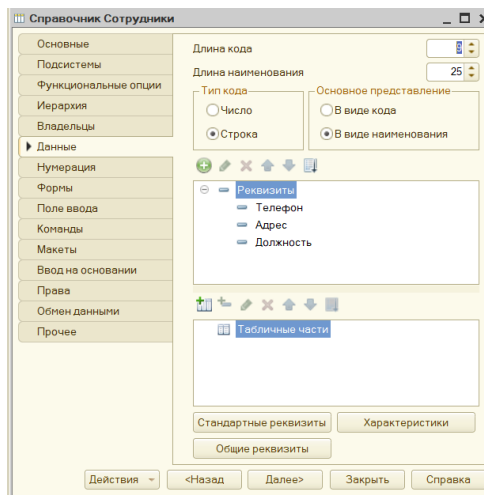 Справочник Сотрудники
Основные
Подсистемы
Функциональные опции
Иерархия
Владельцы
Данные
Нумерация
Формы
Поле ввода
Команды
Макеты
Ввод на основании
Права
Обмен данными
Прочее
Длина кода 9
Длина наименования 25
Тип кода
Число
Строка
Основное представление
В виде кода
В виде наименования
Реквизиты
Телефон
Адрес
Должность
Табличные части
Стандартные реквизиты Характеристики
Общие реквизиты
Действия <Назад Далее> Закрыть Справка